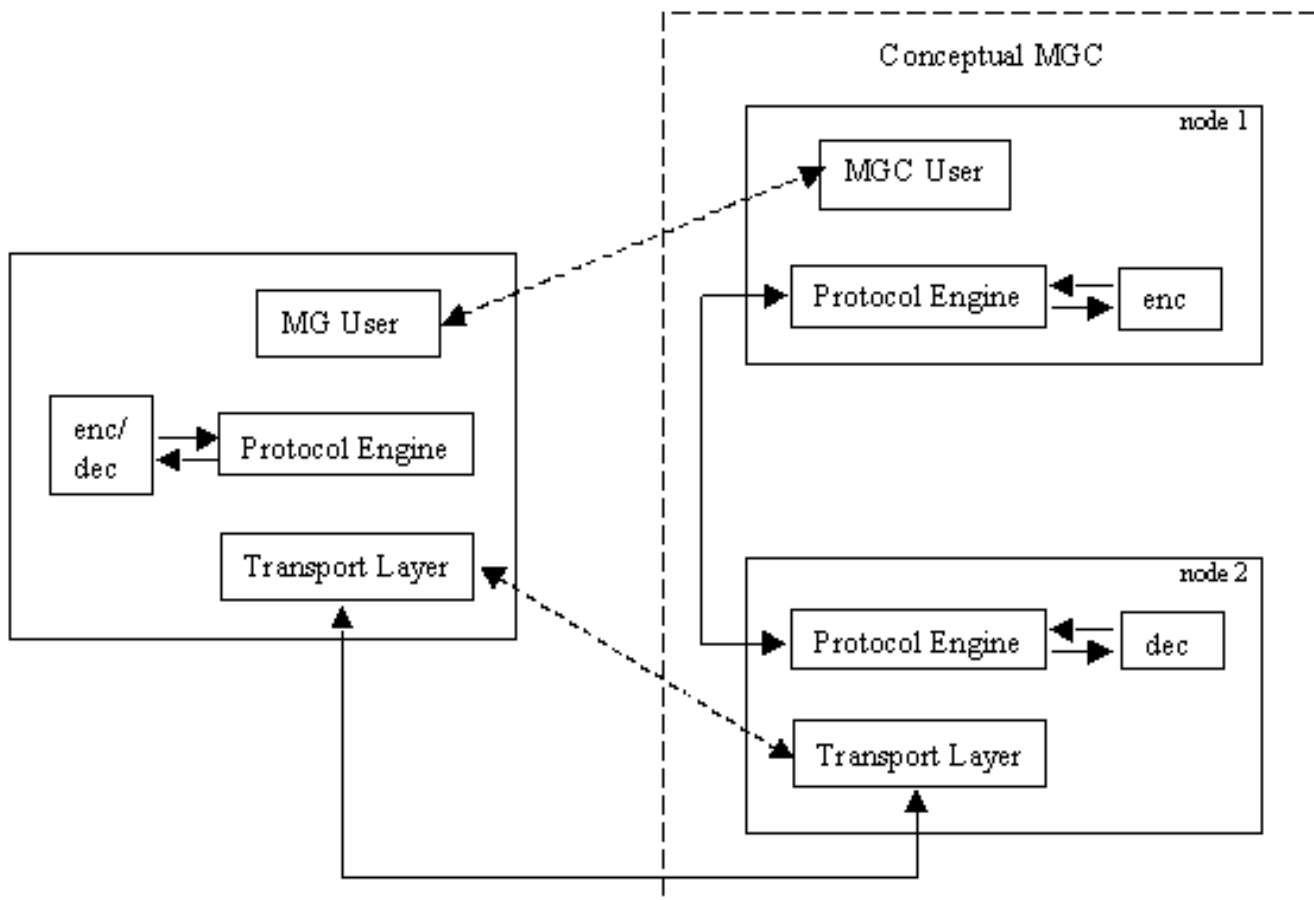 Conceptual MGC
node 1
MGC User
Protocol Engine
enc
MG User
enc/
dec
Protocol Engine
Transport Layer
node 2
Protocol Engine
dec
Transport Layer